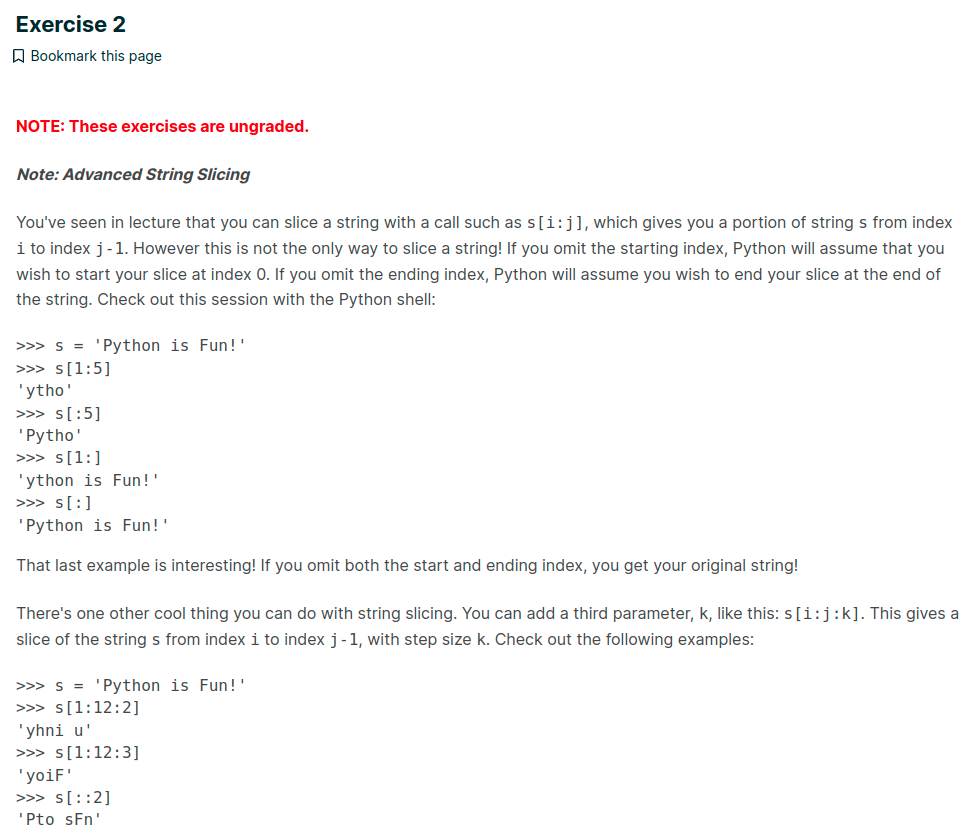 Exercise 2
Bookmark this page
NOTE: These exercises are ungraded.
Note: Advanced String Slicing
You've seen in lecture that you can slice a string with a call such as s[i:j], which gives you a portion of string s from index
i to index j-1. However this is not the only way to slice a string! If you omit the starting index, Python will assume that you
wish to start your slice at index 0. If you omit the ending index, Python will assume you wish to end your slice at the end of
the string. Check out this session with the Python shell:
>>> s = 'Python is Fun!'
>>> s[1:5]
'ytho'
>>> s[:5]
'Pytho'
>>> s[1:]
'ython is Fun!'
>>> s[:]
'Python is Fun!'
That last example is interesting! If you omit both the start and ending index, you get your original string!
There's one other cool thing you can do with string slicing. You can add a third parameter, k, like this: s[i:j:k]. This gives a
slice of the string s from index i to index j-1, with step size k. Check out the following examples:
>>> s = 'Python is Fun!'
>>> s[1:12:2]
'yhni u'
>>> s[1:12:3]
'yoiF'
>>> s[::2]
'Pto sFn'